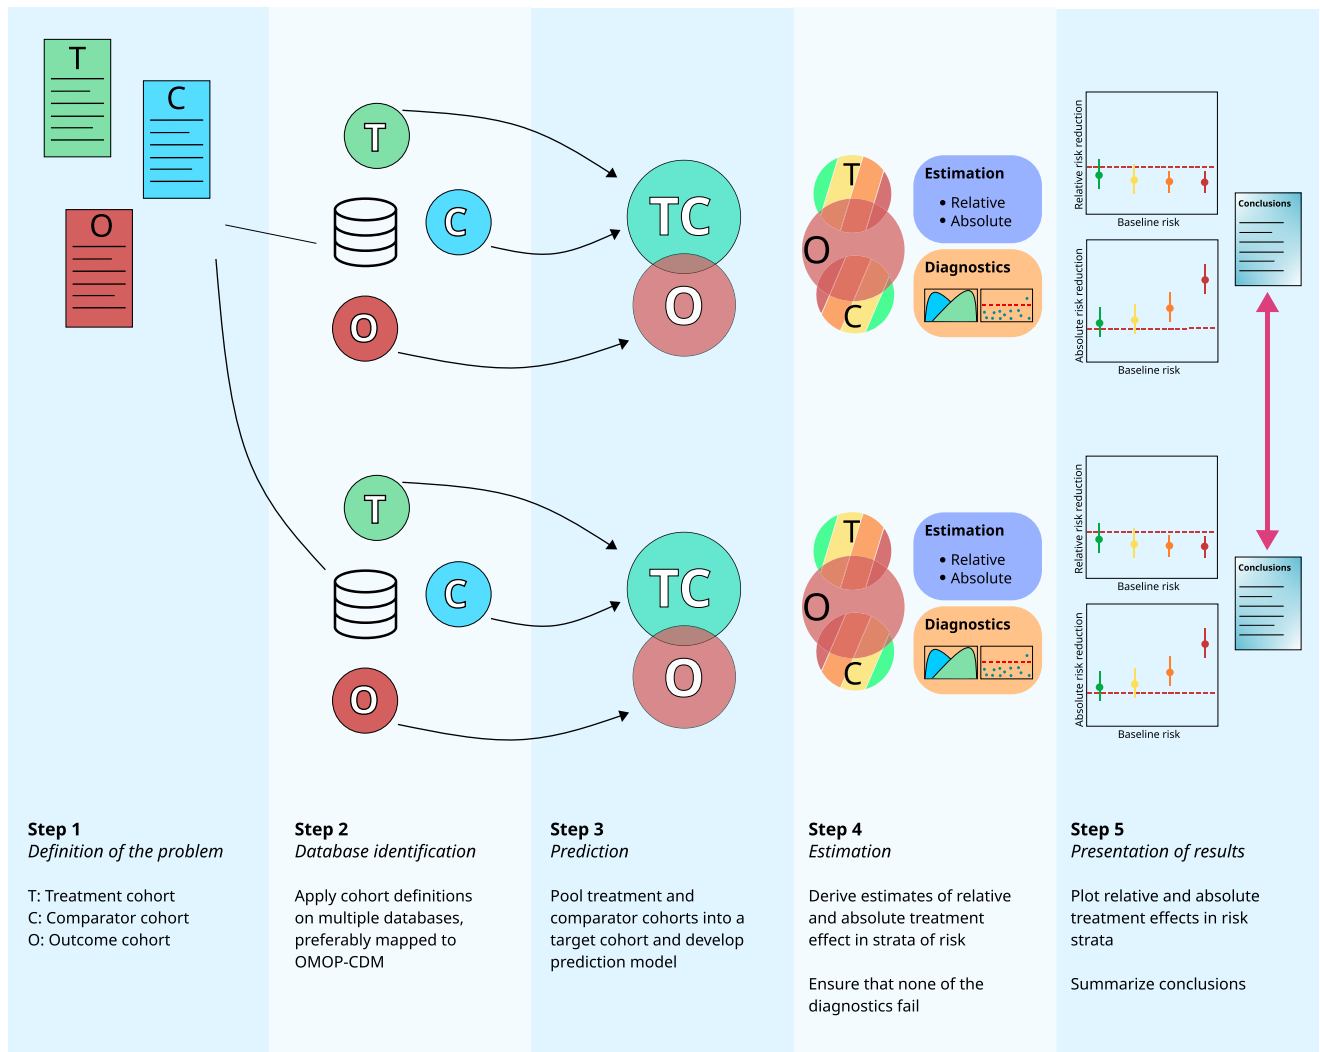 T
C
O
T
C
O
TC
O
T
O
C
Estimation
• Relative
• Absolute
Diagnostics
Relative risk reduction
Baseline risk
Absolute risk reduction
Baseline risk
Conclusions
T
C
O
TC
O
T
O
C
Estimation
• Relative
• Absolute
Diagnostics
Relative risk reduction
Baseline risk
Absolute risk reduction
Baseline risk
Conclusions
Step 1
Definition of the problem
T: Treatment cohort
C: Comparator cohort
O: Outcome cohort
Step 2
Database identification
Apply cohort definitions
on multiple databases,
preferably mapped to
OMOP-CDM
Step 3
Prediction
Pool treatment and
comparator cohorts into a
target cohort and develop
prediction model
Step 4
Estimation
Derive estimates of relative
and absolute treatment
effect in strata of risk
Ensure that none of the
diagnostics fail
Step 5
Presentation of results
Plot relative and absolute
treatment effects in risk
strata
Summarize conclusions